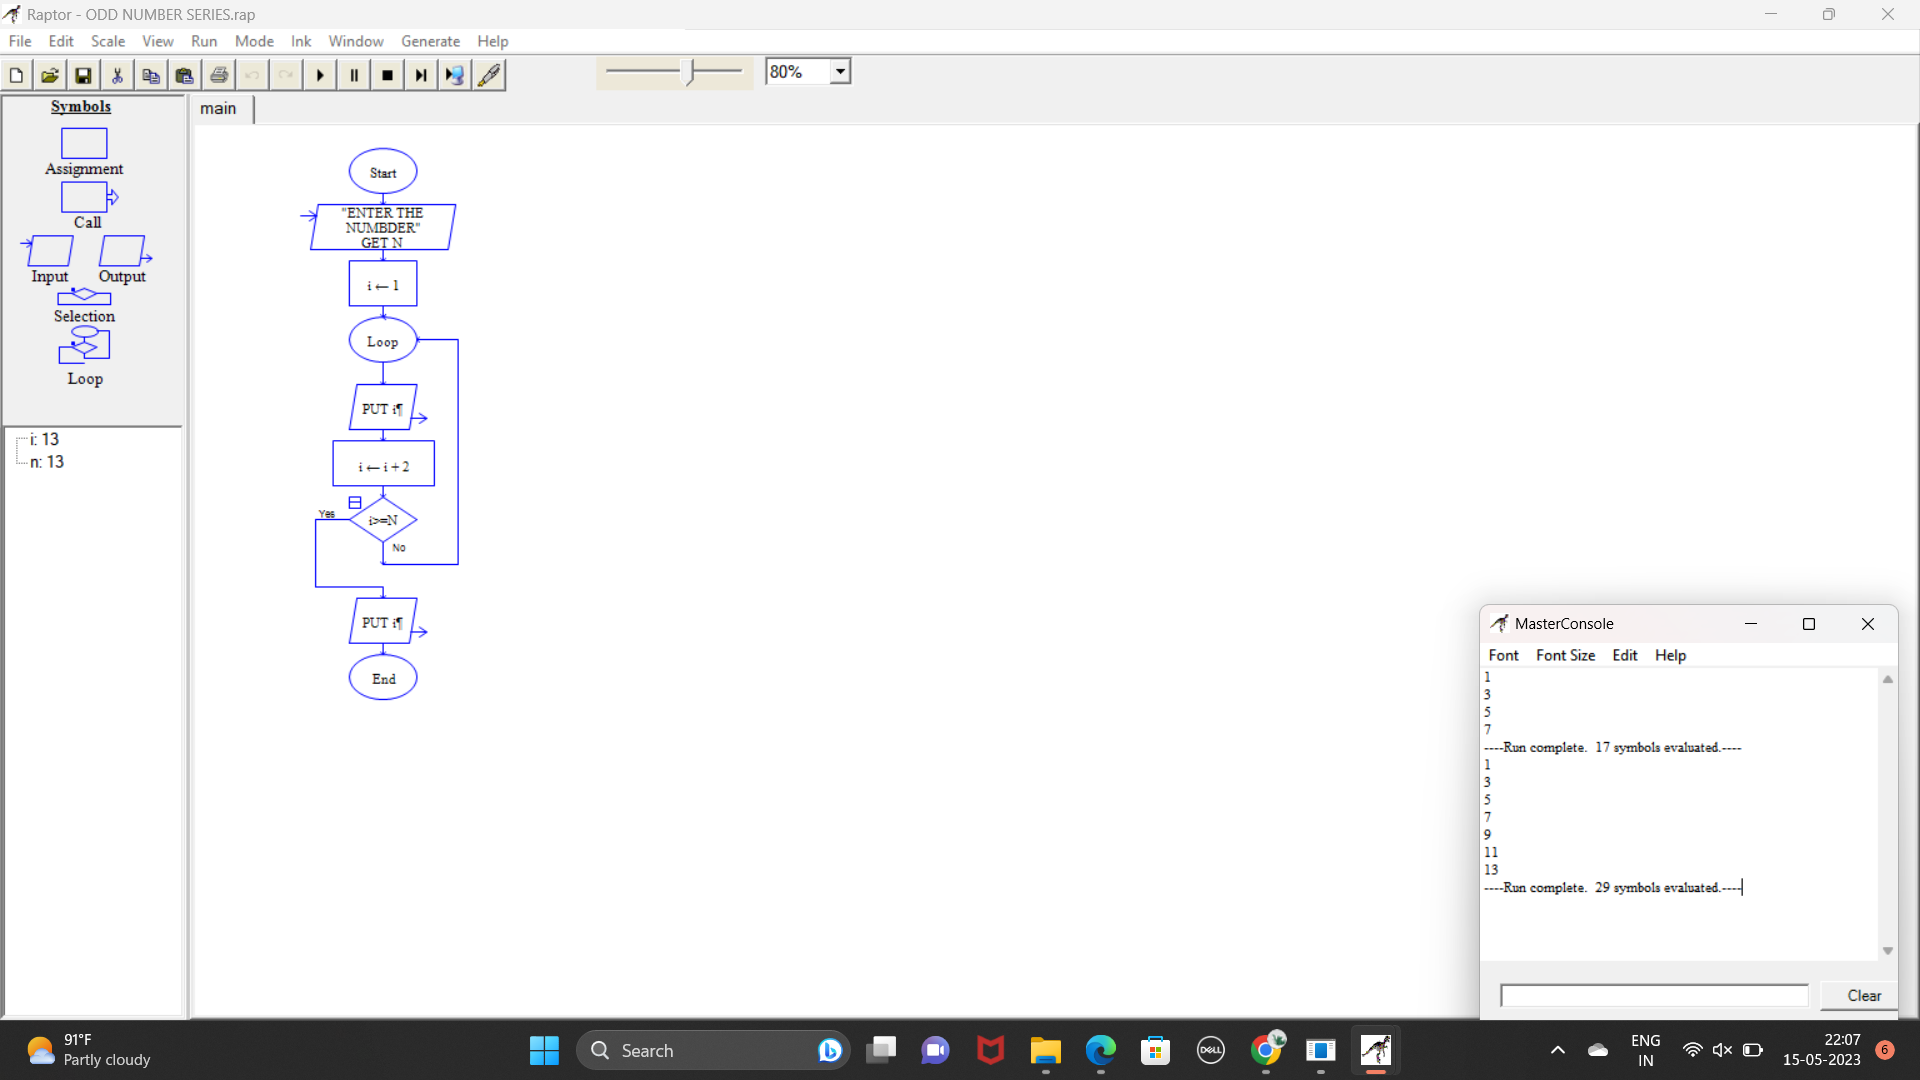 Raptor - ODD NUMBER SERIES.rap
File Edit Scale View Run Mode Ink Window Generate Help
80%
Symbols
Assignment
Call
Input Output
Selection
Loop
i: 13
n: 13
main
Start
"ENTER THE
NUMBDER"
GET N
i ← 1
Loop
PUT i¶
i ← i + 2
i>=N
Yes
No
PUT i¶
End
MasterConsole
Font Font Size Edit Help
1
3
5
7
----Run complete. 17 symbols evaluated.----
1
3
5
7
9
11
13
----Run complete. 29 symbols evaluated.----
Clear
91°F
Partly cloudy
Search
DELL
ENG
IN
22:07
15-05-2023
6